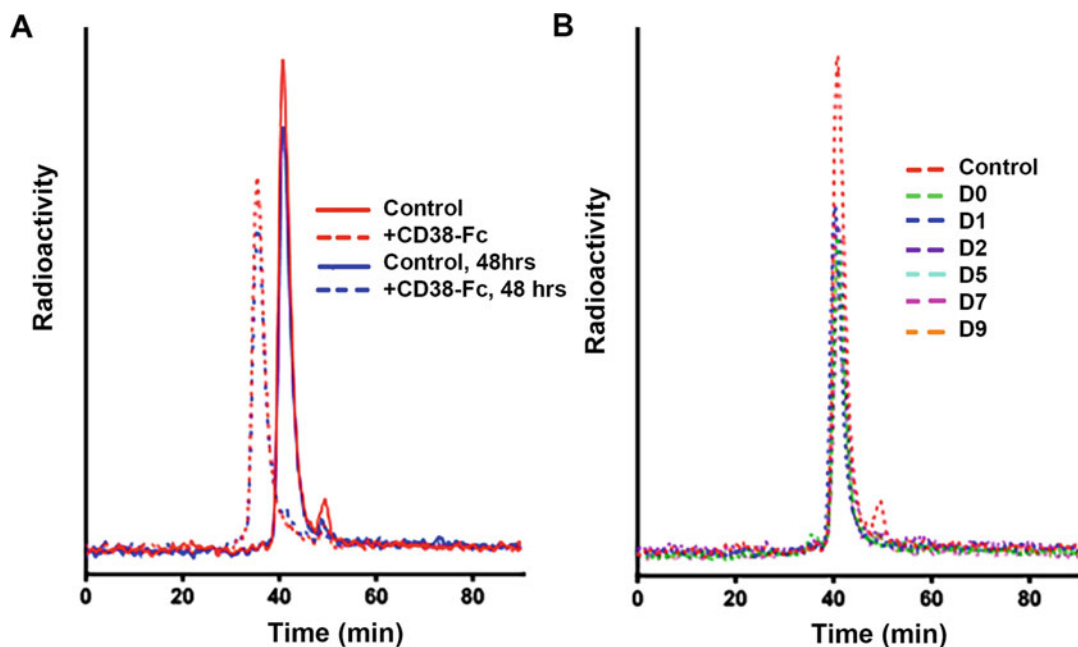 A
Radioactivity
Control
+CD38-Fc
Control, 48hrs
+CD38-Fc, 48 hrs
0 20 40 60 80
Time (min)
B
Radioactivity
Control
D0
D1
D2
D5
D7
D9
0 20 40 60 80
Time (min)